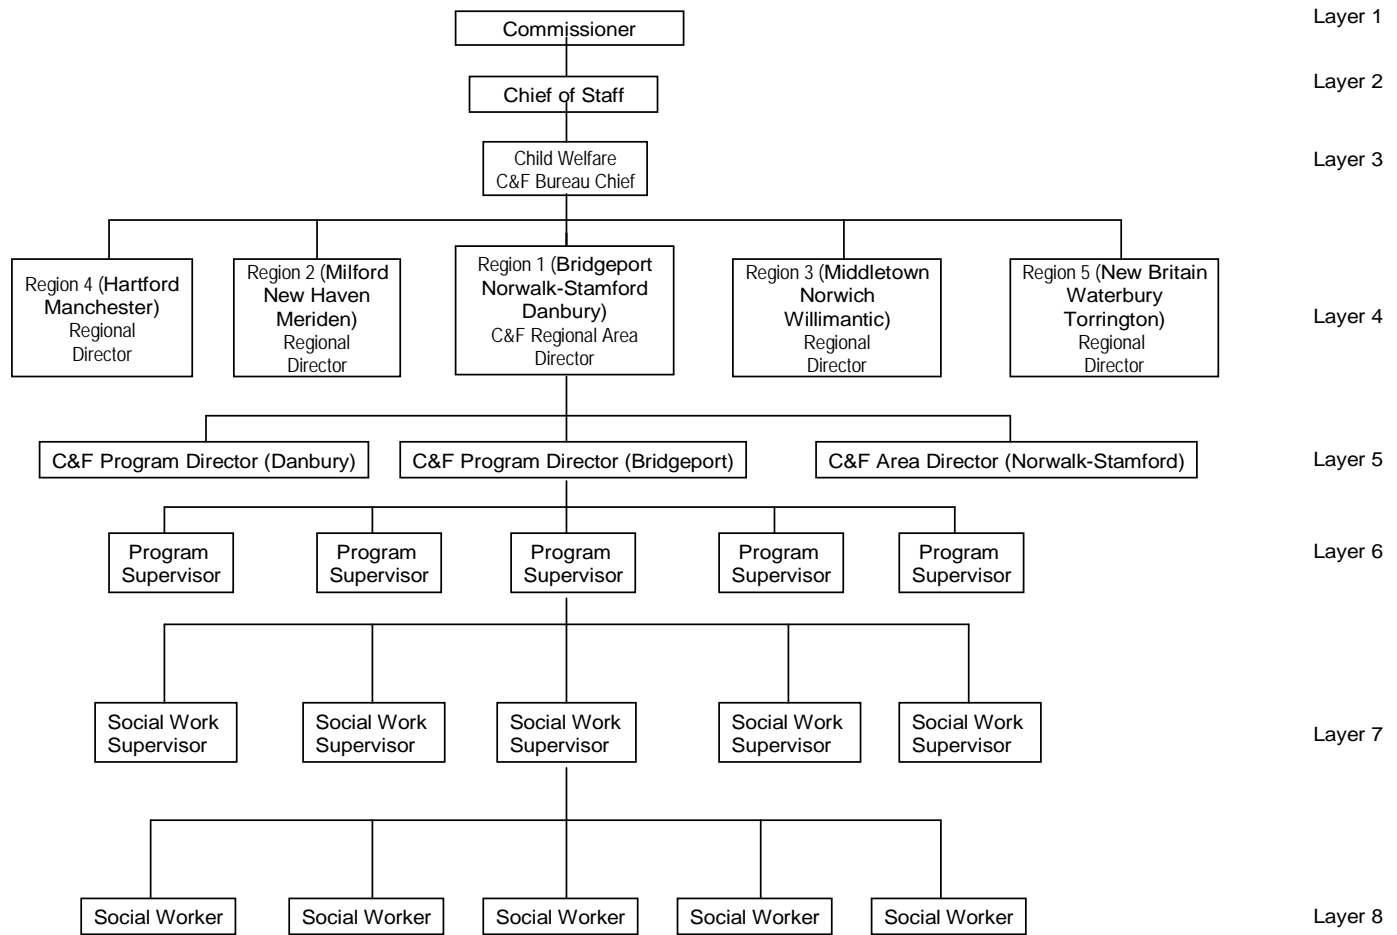 Commissioner
Layer 1
Chief of Staff
Layer 2
Child Welfare
C&F Bureau Chief
Layer 3
Region 4 (Hartford
Manchester)
Regional
Director
Region 2 (Milford
New Haven
Meriden)
Regional
Director
Region 1 (Bridgeport
Norwalk-Stamford
Danbury)
C&F Regional Area
Director
Region 3 (Middletown
Norwich
Willimantic)
Regional
Director
Region 5 (New Britain
Waterbury
Torrington)
Regional
Director
Layer 4
C&F Program Director (Danbury)
C&F Program Director (Bridgeport)
C&F Area Director (Norwalk-Stamford)
Layer 5
Program
Supervisor
Program
Supervisor
Program
Supervisor
Program
Supervisor
Program
Supervisor
Layer 6
Social Work
Supervisor
Social Work
Supervisor
Social Work
Supervisor
Social Work
Supervisor
Social Work
Supervisor
Layer 7
Social Worker
Social Worker
Social Worker
Social Worker
Social Worker
Layer 8